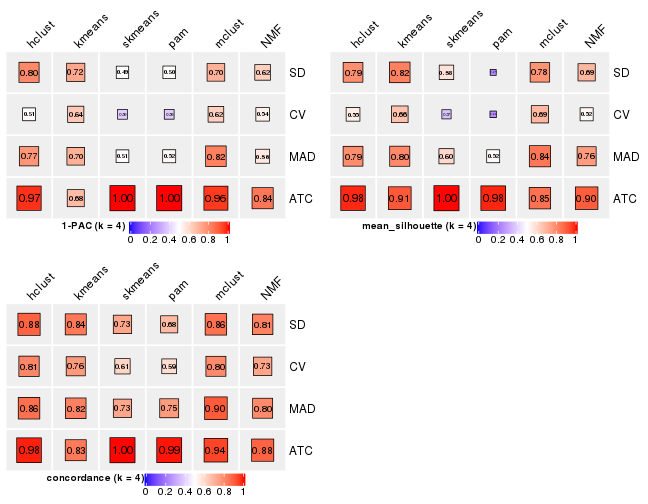 hclust kmeans skmeans pam mclust NMF
0.80 0.72 0.49 0.50 0.70 0.62 SD
0.51 0.64 0.62 0.54 CV
0.77 0.70 0.51 0.52 0.82 0.56 MAD
0.97 0.68 1.00 1.00 0.96 0.84 ATC
1-PAC (k = 4)
0 0.2 0.4 0.6 0.8 1
hclust kmeans skmeans pam mclust NMF
0.79 0.82 0.58 0.78 0.69 SD
0.55 0.66 0.69 0.52 CV
0.79 0.80 0.60 0.52 0.84 0.76 MAD
0.98 0.91 1.00 0.98 0.85 0.90 ATC
mean_silhouette (k = 4)
0 0.2 0.4 0.6 0.8 1
hclust kmeans skmeans pam mclust NMF
0.88 0.84 0.73 0.68 0.86 0.81 SD
0.81 0.76 0.61 0.59 0.80 0.73 CV
0.86 0.82 0.73 0.75 0.90 0.80 MAD
0.98 0.83 1.00 0.99 0.94 0.88 ATC
concordance (k = 4)
0 0.2 0.4 0.6 0.8 1